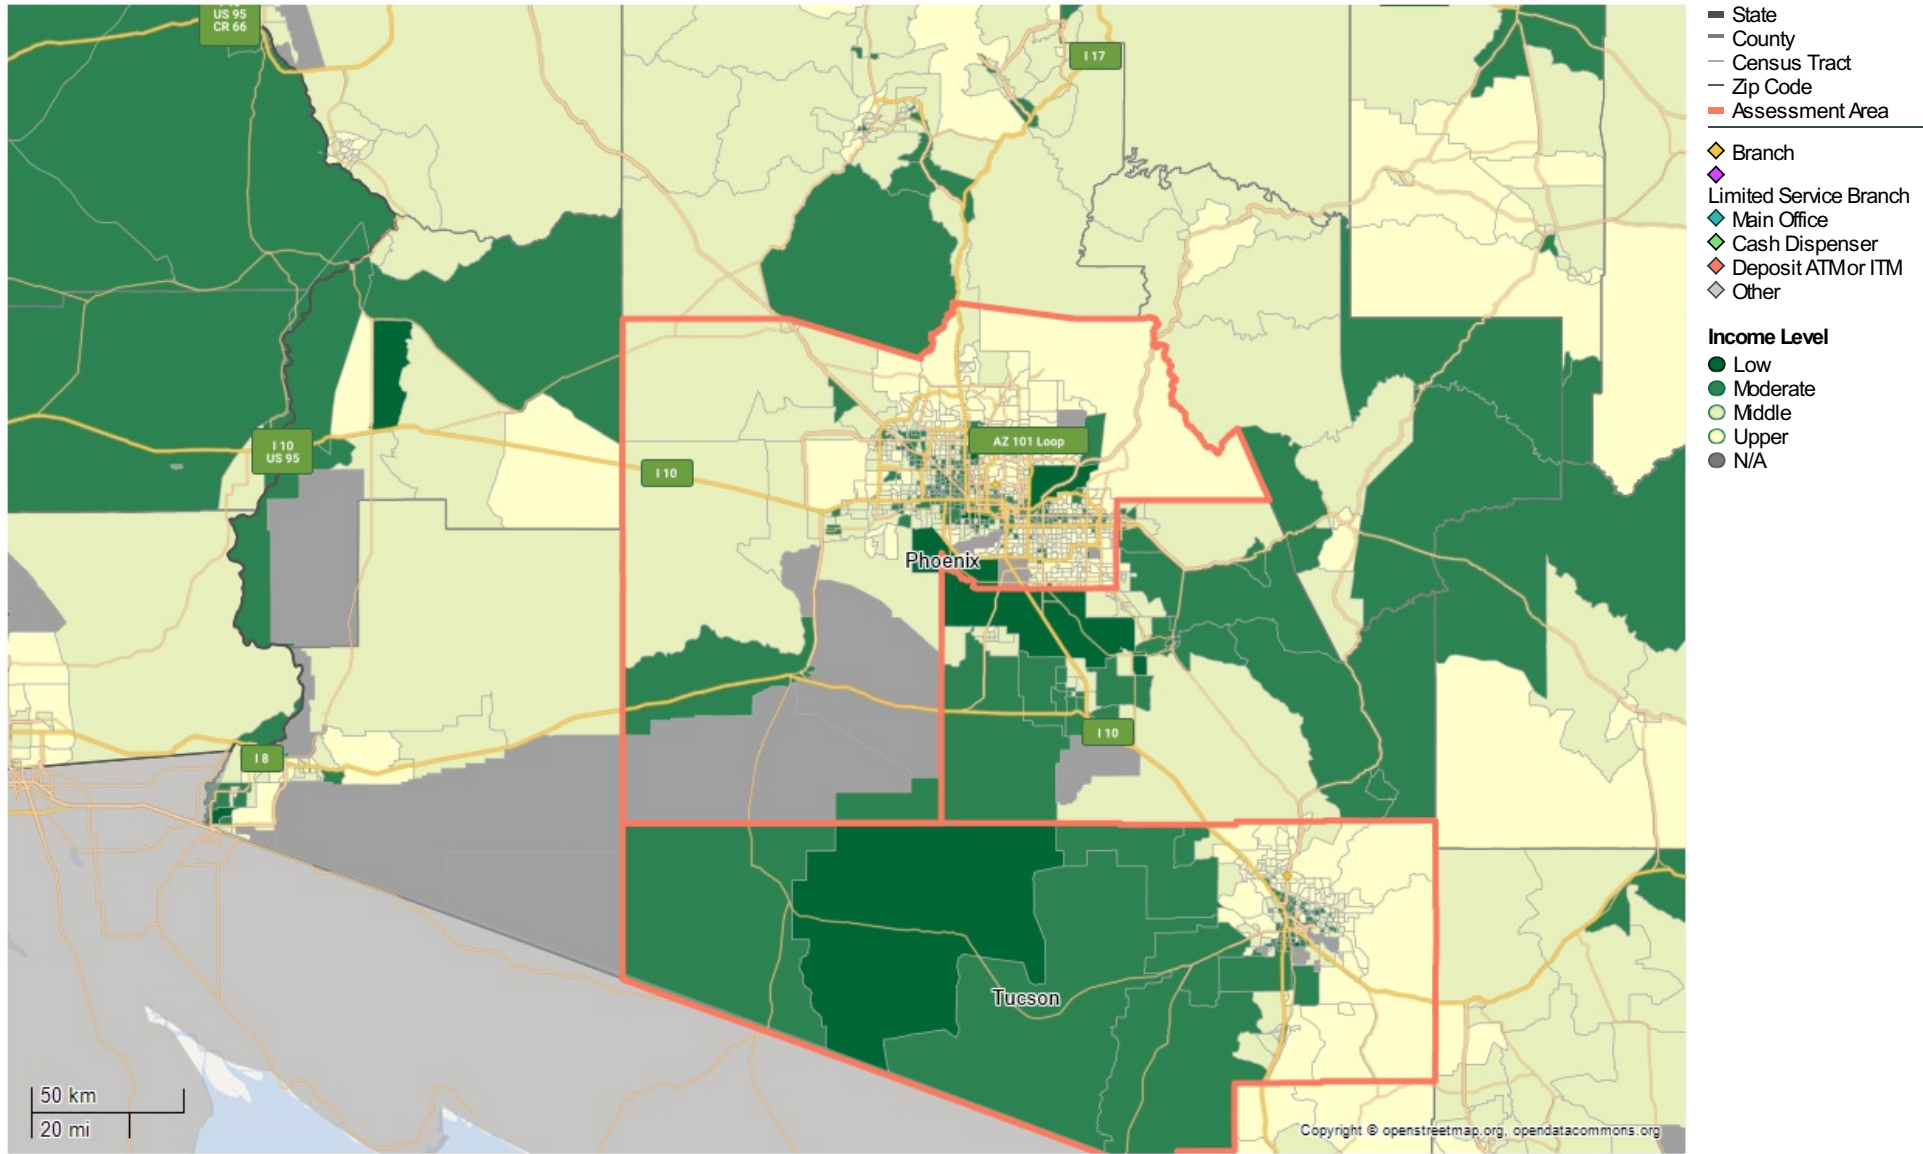 US 95
CR 66
I 17
AZ 101 Loop
I 10
US 95
I 10
Phoenix
I 10
I 8
Tucson
50 km
20 mi
Copyright © openstreetmap.org, opendatacommons.org
State
County
Census Tract
Zip Code
Assessment Area
Branch
Limited Service Branch
Main Office
Cash Dispenser
Deposit ATM or ITM
Other
Income Level
Low
Moderate
Middle
Upper
N/A